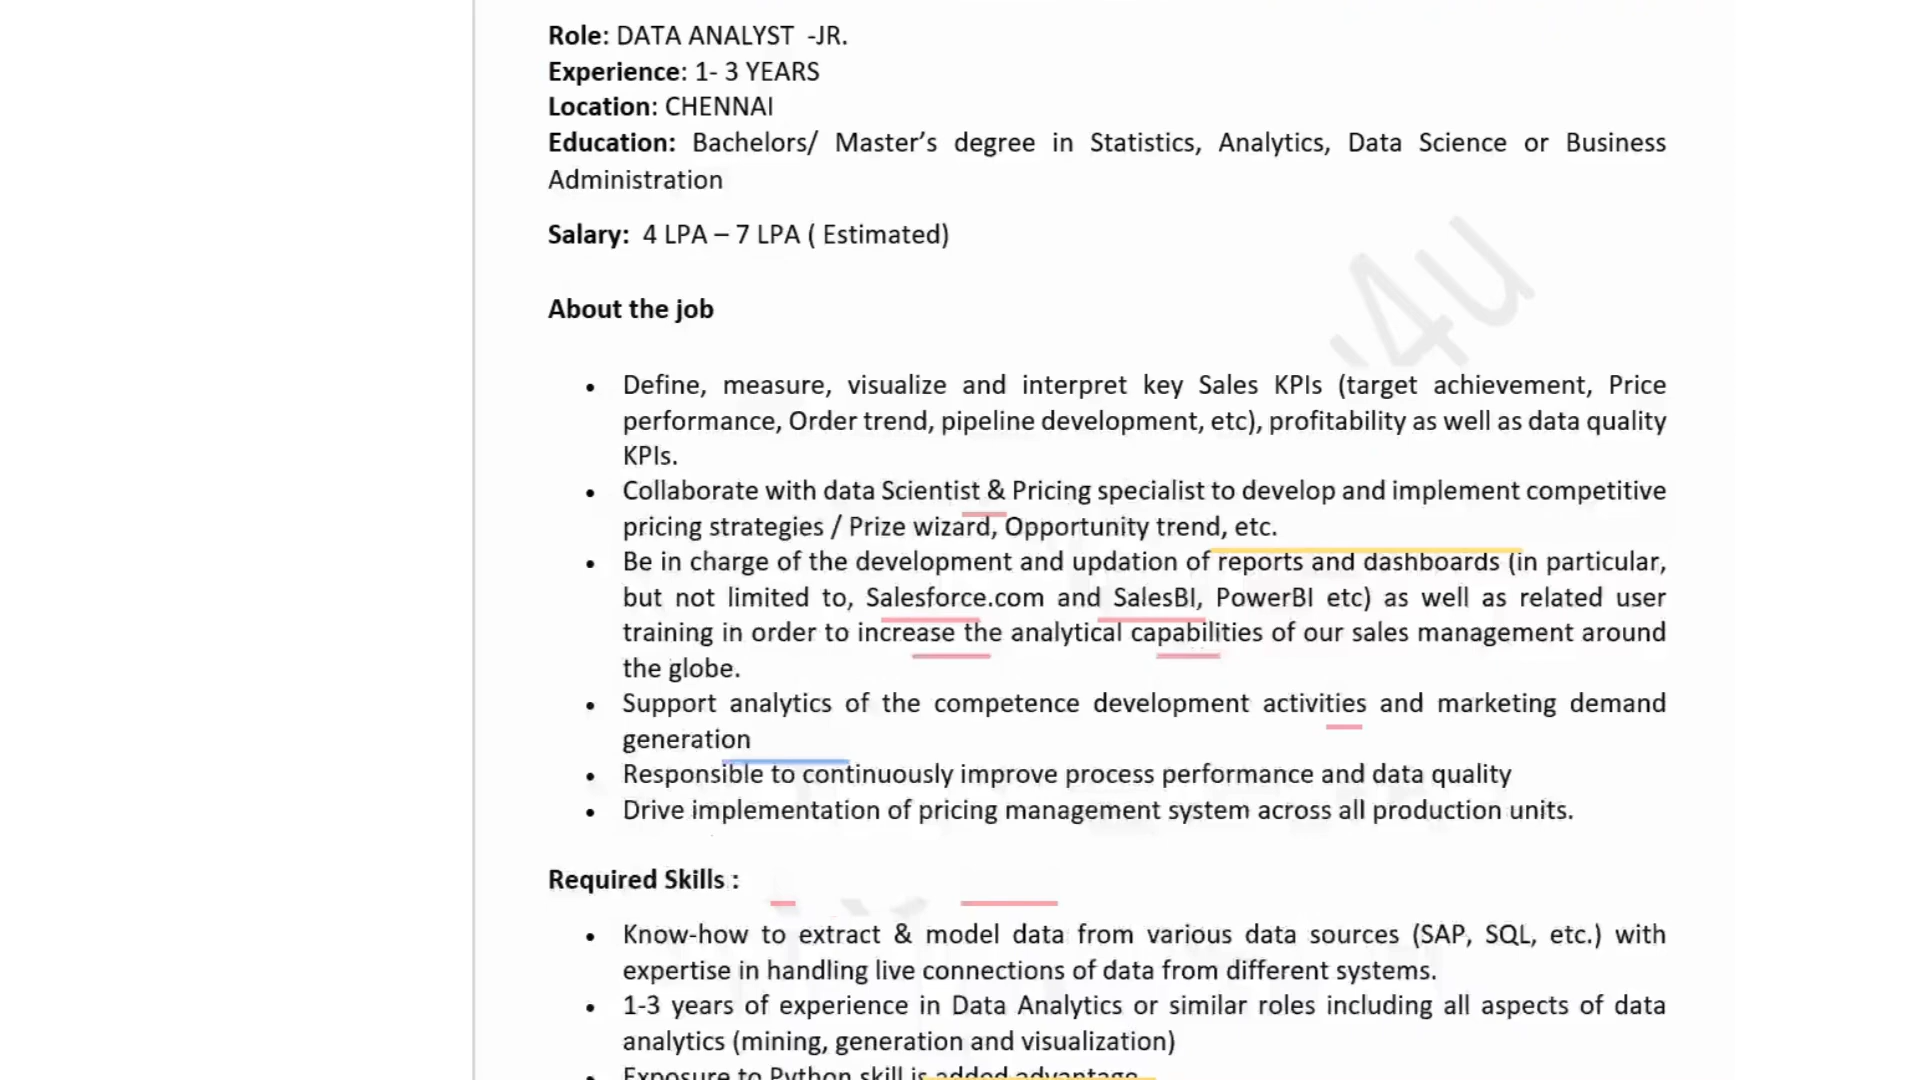 Role: DATA ANALYST -JR.
Experience: 1- 3 YEARS
Location: CHENNAI
Education: Bachelors/ Master’s degree in Statistics, Analytics, Data Science or Business
Administration
Salary: 4 LPA – 7 LPA ( Estimated)
'4u
About the job
• Define, measure, visualize and interpret key Sales KPIs (target achievement, Price
performance, Order trend, pipeline development, etc), profitability as well as data quality
KPIs.
• Collaborate with data Scientist & Pricing specialist to develop and implement competitive
pricing strategies / Prize wizard, Opportunity trend, etc.
• Be in charge of the development and updation of reports and dashboards (in particular,
but not limited to, Salesforce.com and SalesBI, PowerBI etc) as well as related user
training in order to increase the analytical capabilities of our sales management around
the globe.
• Support analytics of the competence development activities and marketing demand
generation
• Responsible to continuously improve process performance and data quality
• Drive implementation of pricing management system across all production units.
Required Skills :
• Know-how to extract & model data from various data sources (SAP, SQL, etc.) with
expertise in handling live connections of data from different systems.
• 1-3 years of experience in Data Analytics or similar roles including all aspects of data
analytics (mining, generation and visualization)
• Exposure to Python skill is added advantage